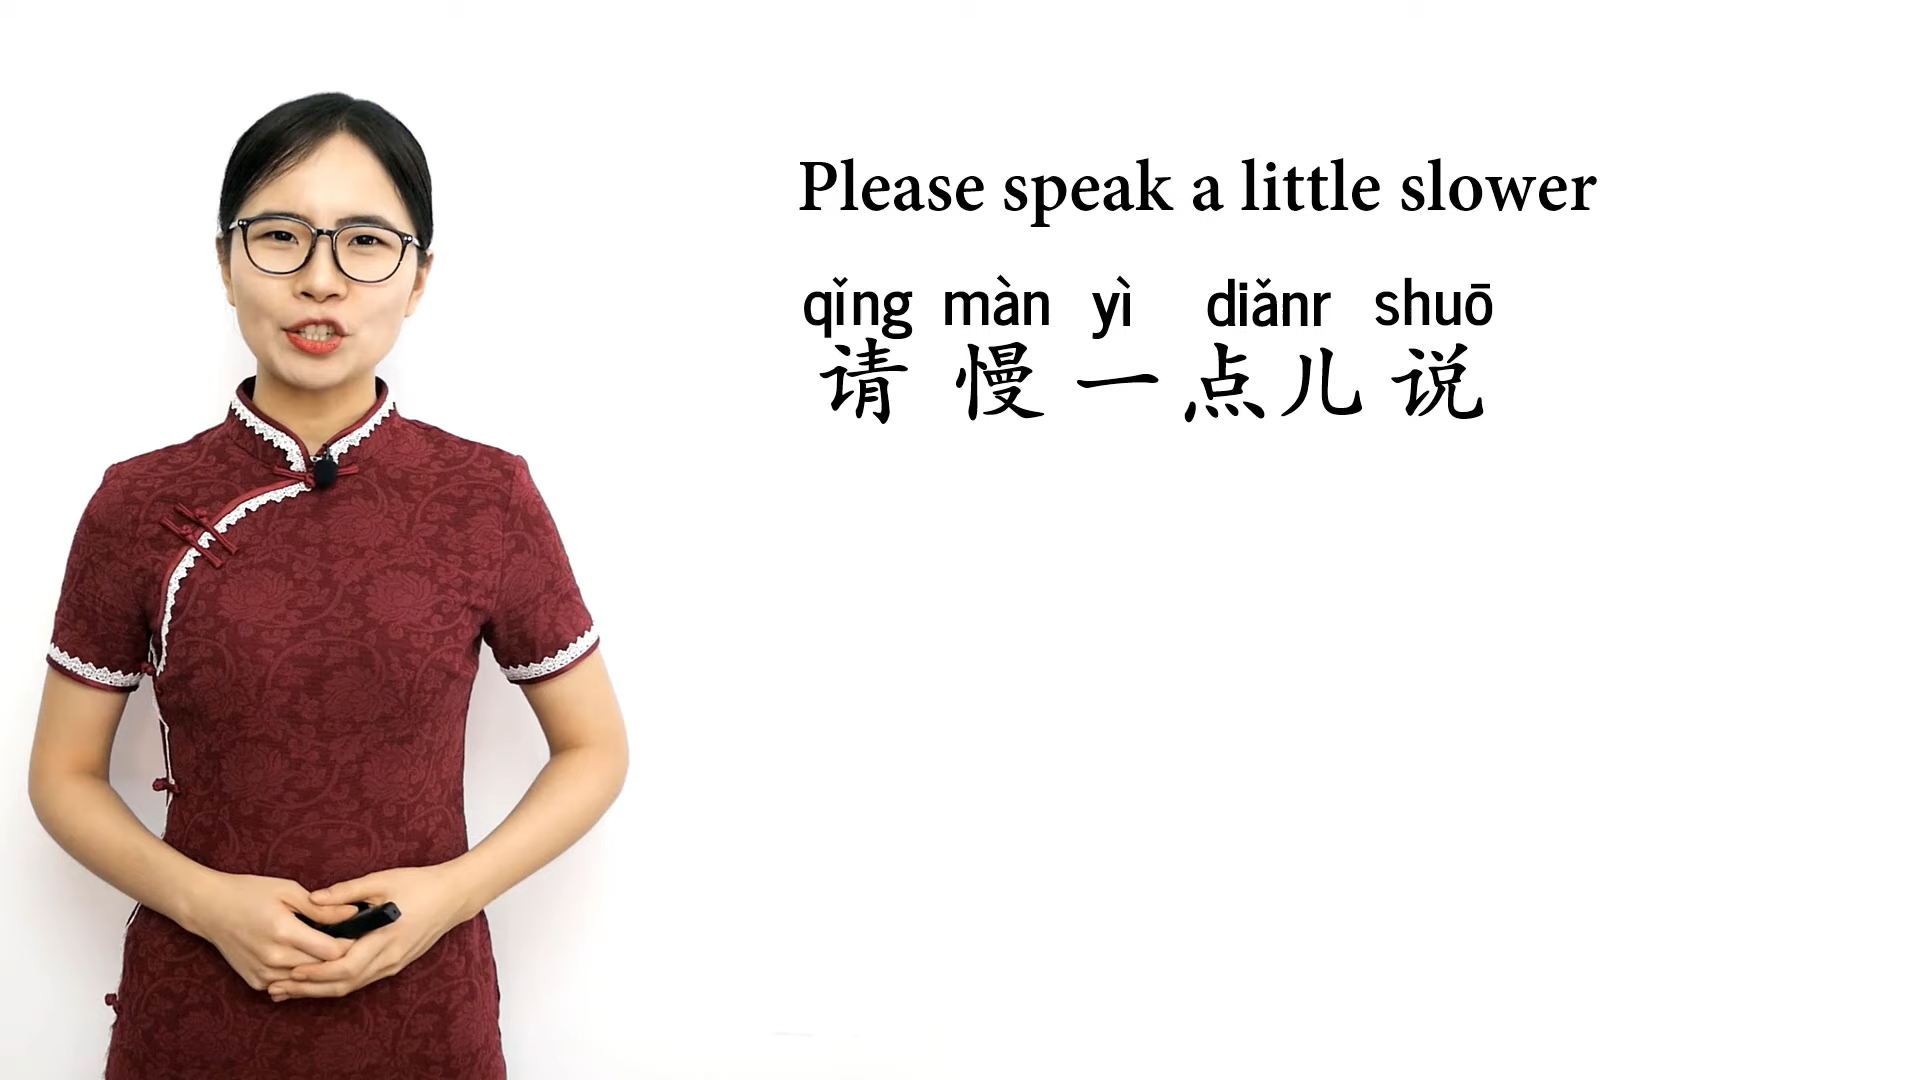 Please speak a little slower
qǐng màn yì diǎnr shuō
请慢一点儿说